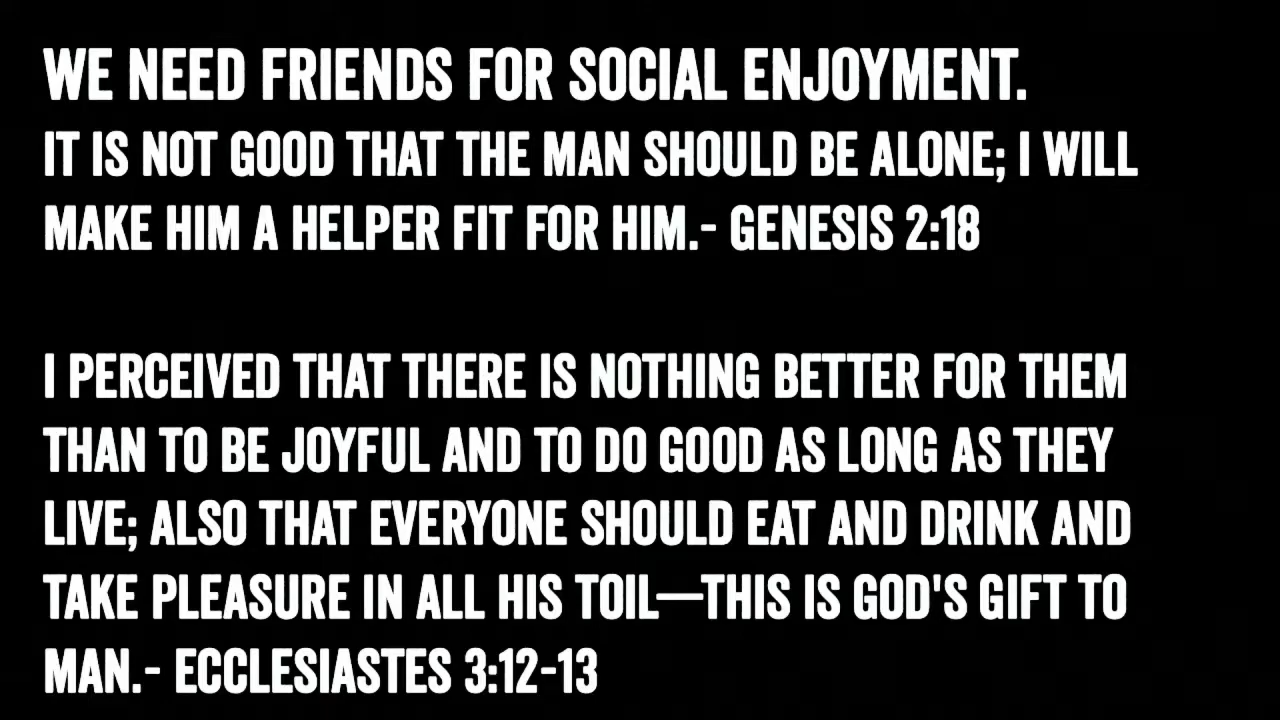 WE NEED FRIENDS FOR SOCIAL ENJOYMENT.
IT IS NOT GOOD THAT THE MAN SHOULD BE ALONE; I WILL
MAKE HIM A HELPER FIT FOR HIM.- GENESIS 2:18
I PERCEIVED THAT THERE IS NOTHING BETTER FOR THEM
THAN TO BE JOYFUL AND TO DO GOOD AS LONG AS THEY
LIVE; ALSO THAT EVERYONE SHOULD EAT AND DRINK AND
TAKE PLEASURE IN ALL HIS TOIL—THIS IS GOD'S GIFT TO
MAN.- ECCLESIASTES 3:12-13